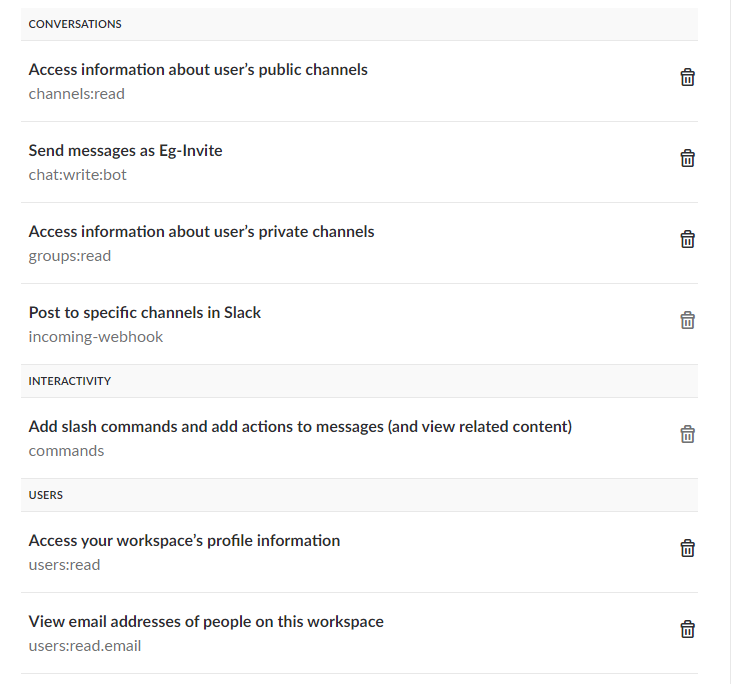 CONVERSATIONS
Access information about user’s public channels
channels:read
Send messages as Eg-Invite
chat:write:bot
Access information about user’s private channels
groups:read
Post to specific channels in Slack
incoming-webhook
INTERACTIVITY
Add slash commands and add actions to messages (and view related content)
commands
USERS
Access your workspace’s profile information
users:read
View email addresses of people on this workspace
users:read.email